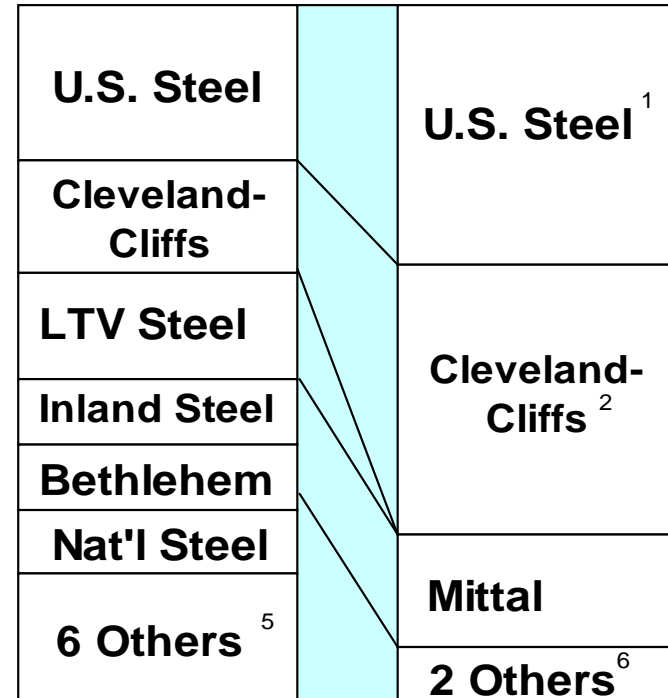 U.S. Steel
Cleveland-
Cliffs
LTV Steel
Inland Steel
Bethlehem
Nat'l Steel
6 Others 5
U.S. Steel 1
Cleveland-
Cliffs 2
Mittal
2 Others 6